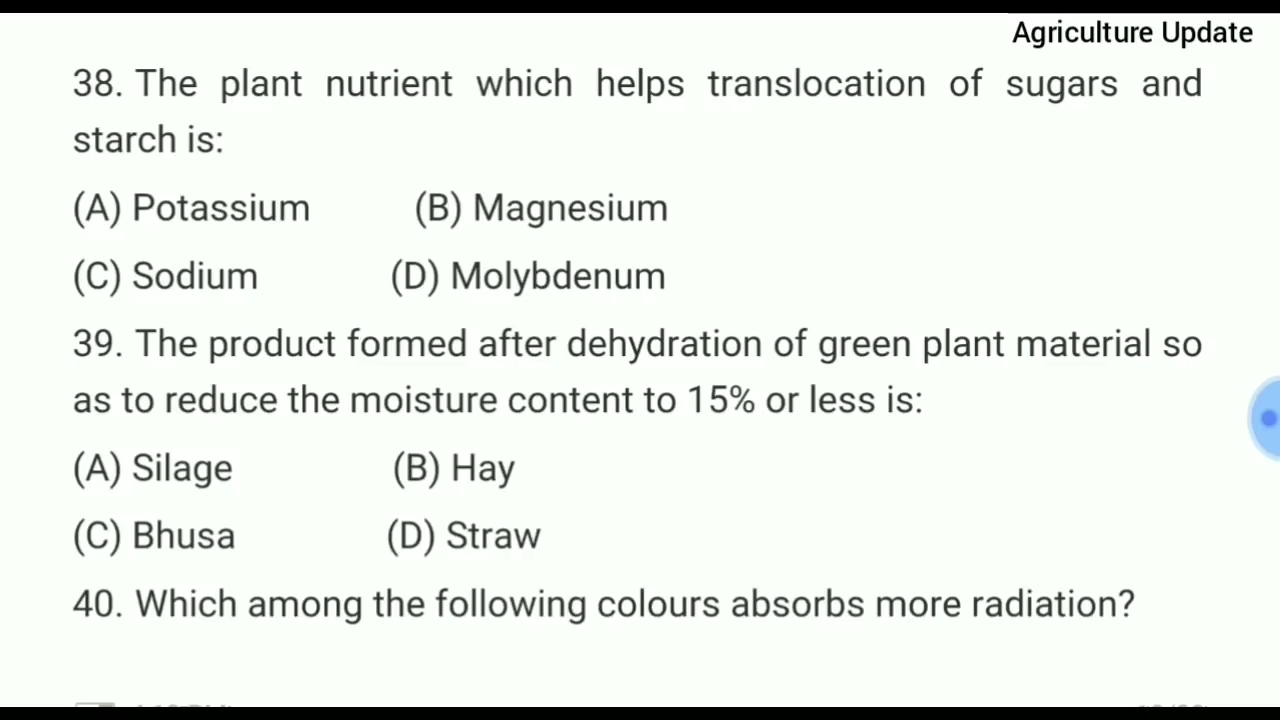 Agriculture Update
38. The plant nutrient which helps translocation of sugars and
starch is:
(A) Potassium (B) Magnesium
(C) Sodium (D) Molybdenum
39. The product formed after dehydration of green plant material so
as to reduce the moisture content to 15% or less is:
(A) Silage (B) Hay
(C) Bhusa (D) Straw
40. Which among the following colours absorbs more radiation?